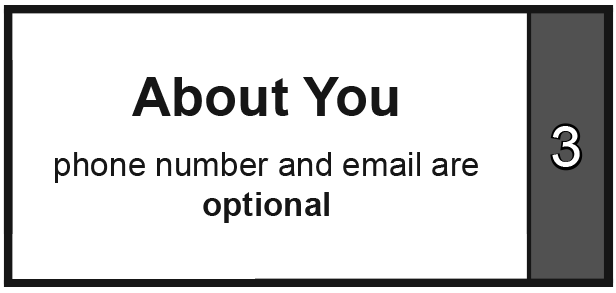 About You
phone number and email are
optional
3